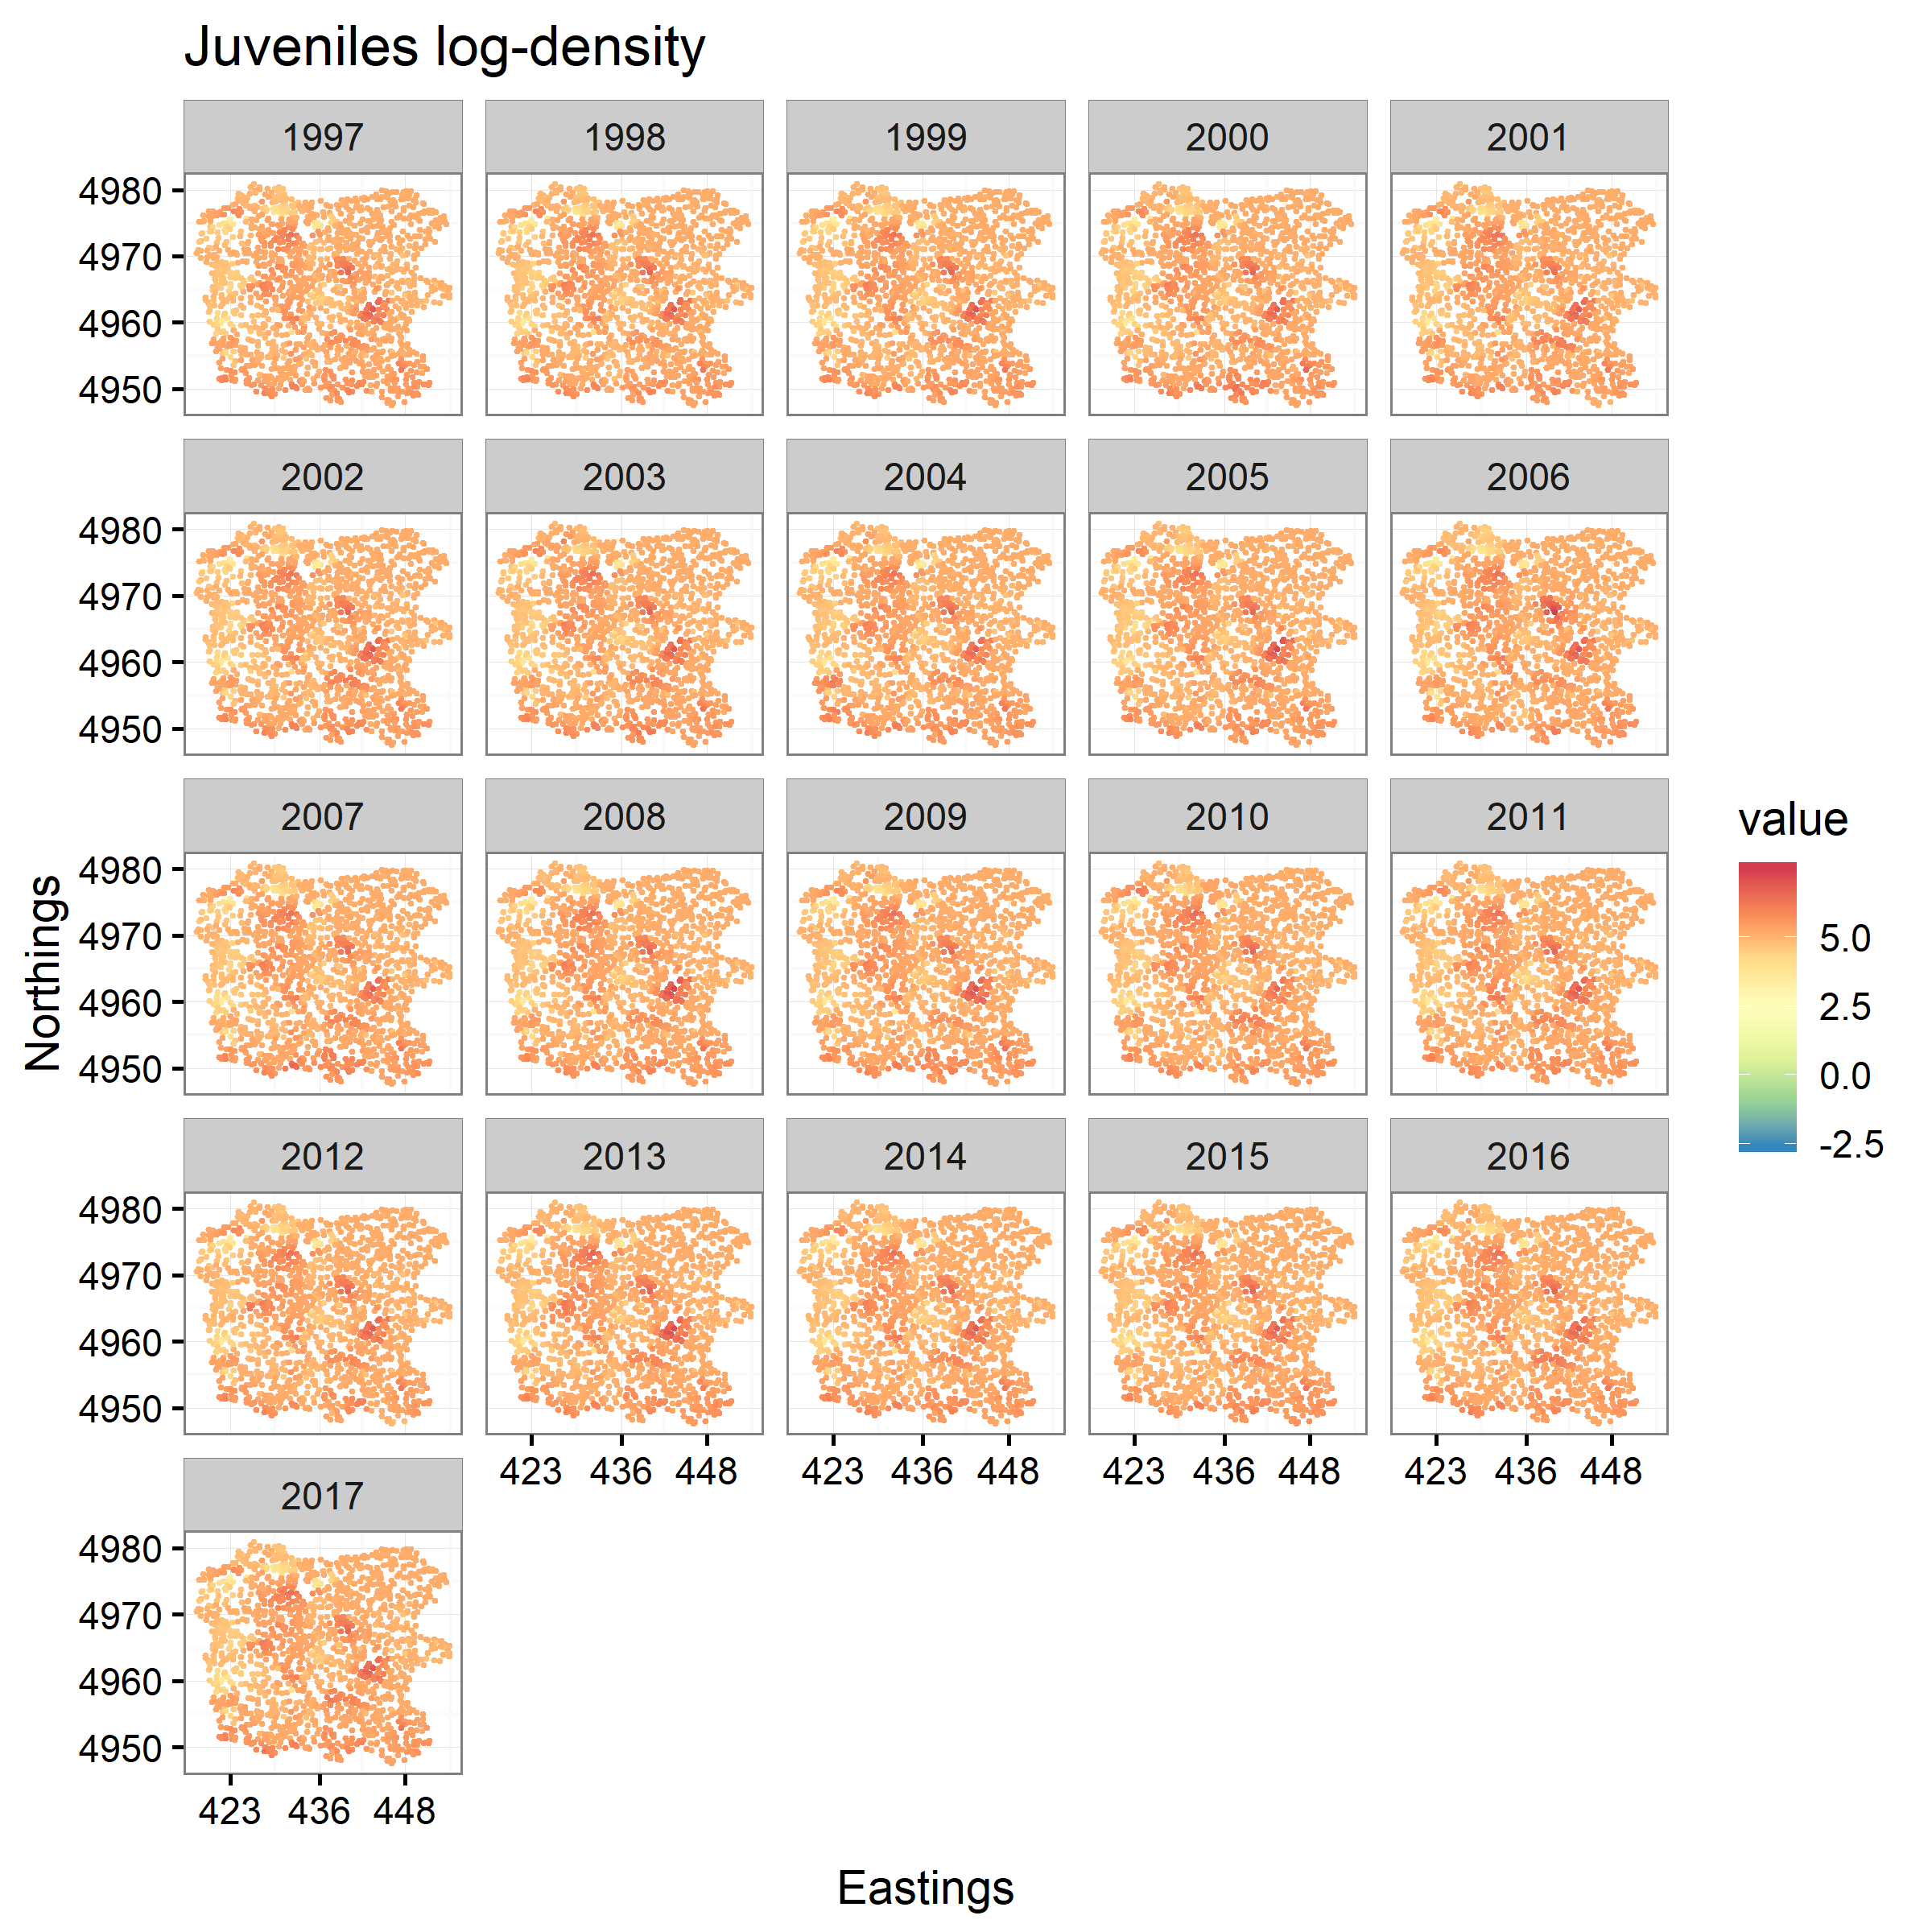 Juveniles log-density
1997 1998 1999 2000 2001
4980
4970
4960
4950
2002 2003 2004 2005 2006
4980
4970
4960
4950
2007 2008 2009 2010 2011
4980
4970
4960
4950
2012 2013 2014 2015 2016
4980
4970
4960
4950
423 436 448 423 436 448 423 436 448 423 436 448
2017
4980
4970
4960
4950
423 436 448
Northings
Eastings
value
5.0
2.5
0.0
-2.5